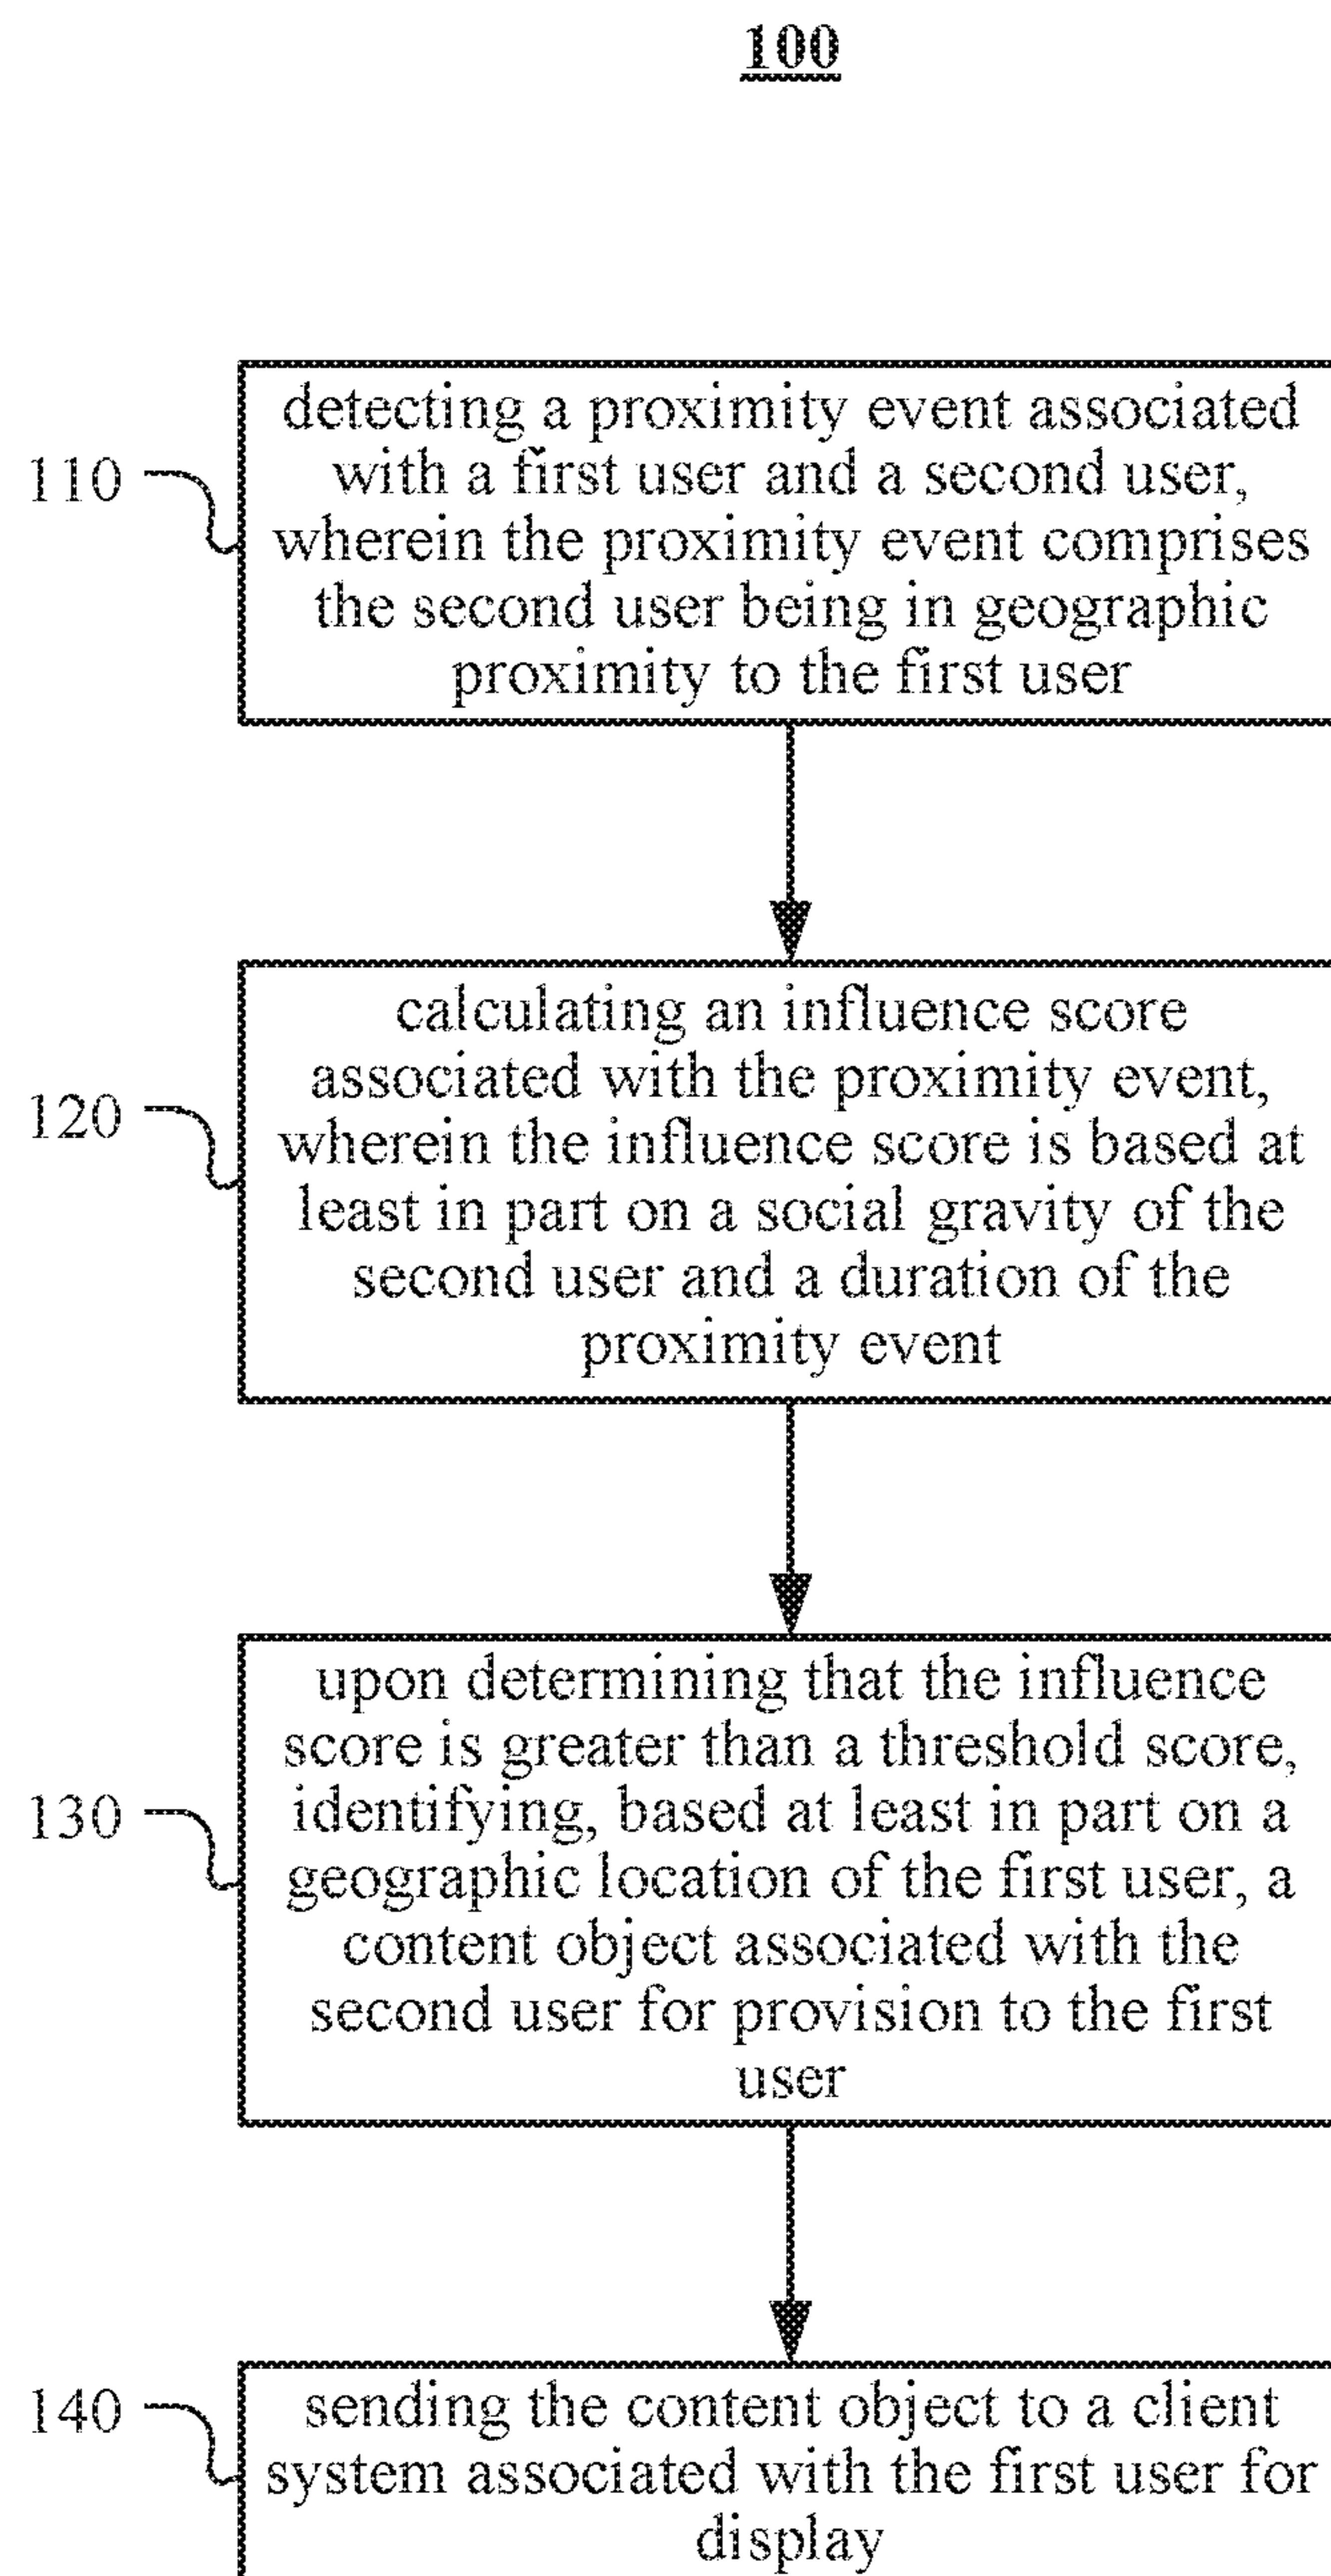 100
110
detecting a proximity event associated
with a first user and a second user,
wherein the proximity event comprises
the second user being in geographic
proximity to the first user
120
calculating an influence score
associated with the proximity event,
wherein the influence score is based at
least in part on a social gravity of the
second user and a duration of the
proximity event
130
upon determining that the influence
score is greater than a threshold score,
identifying, based at least in part on a
geographic location of the first user, a
content object associated with the
second user for provision to the first
user
140
sending the content object to a client
system associated with the first user for
display